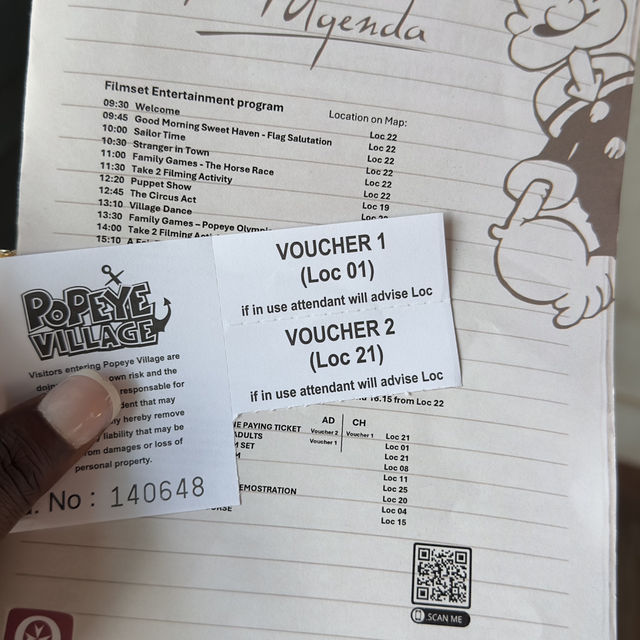 Agenda
Filmset Entertainment program
Location on Map:
09:30 Welcome Loc 22
09:45 Good Morning Sweet Haven - Flag Salutation Loc 22
10:00 Sailor Time Loc 22
10:30 Stranger in Town Loc 22
11:00 Family Games - The Horse Race Loc 22
11:30 Take 2 Filming Activity Loc 22
12:20 Puppet Show Loc 19
12:45 The Circus Act
13:10 Village Dance
13:30 Family Games – Popeye
14:00 Take 2 Filming
15:10
VOUCHER 1
(Loc 01)
if in use attendant will advise Loc
VOUCHER 2
(Loc 21)
if in use attendant will advise Loc
POPEYE
VILLAGE
Visitors entering Popeye Village are
own risk and the
responsible for
that may
hereby remove
liability that may be
from damages or loss of
personal property.
No : 140648
16.15 from Loc 22
AD CH
PAYING TICKET Voucher 2 Voucher 1 Loc 21
ADULTS Voucher 1 Loc 01
SET Loc 21
Loc 08
Loc 11
Loc 25
DEMOSTRATION Loc 20
Loc 04
Loc 15
SCAN ME